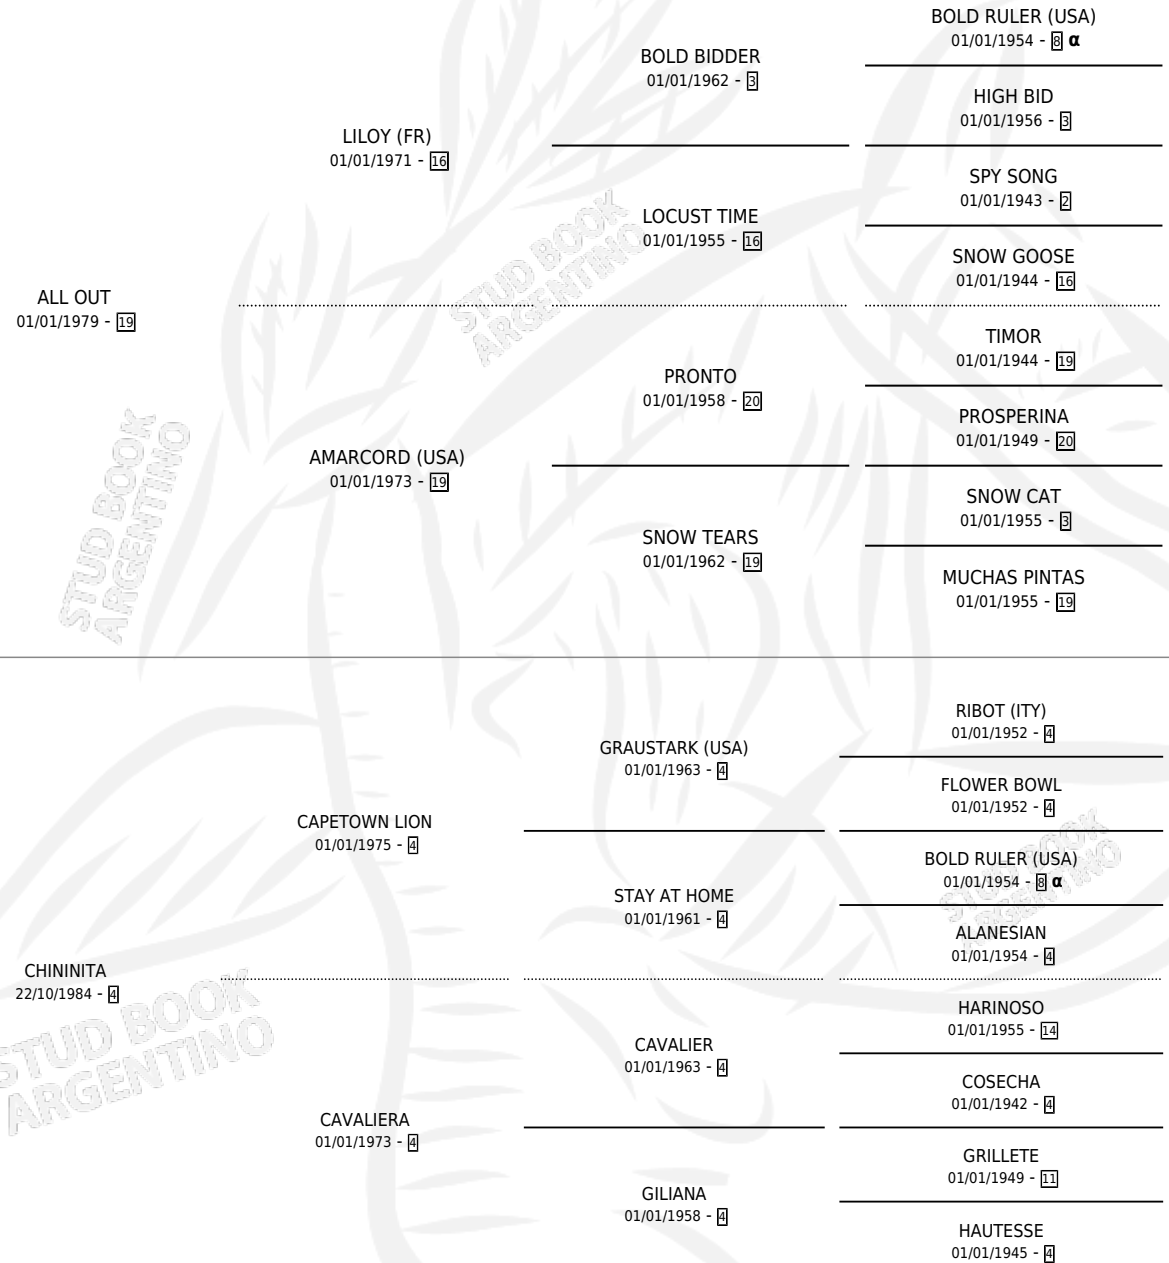 BOLD RULER (USA)
01/01/1954 - 8 α
BOLD BIDDER
01/01/1962 - 3
HIGH BID
01/01/1956 - 3
LILOY (FR)
01/01/1971 - 16
SPY SONG
01/01/1943 - 2
LOCUST TIME
01/01/1955 - 16
SNOW GOOSE
01/01/1944 - 16
ALL OUT
01/01/1979 - 19
TIMOR
01/01/1944 - 19
PRONTO
01/01/1958 - 20
PROSPERINA
01/01/1949 - 20
AMARCORD (USA)
01/01/1973 - 19
SNOW CAT
01/01/1955 - 3
SNOW TEARS
01/01/1962 - 19
MUCHAS PINTAS
01/01/1955 - 19
RIBOT (ITY)
01/01/1952 - 4
GRAUSTARK (USA)
01/01/1963 - 4
FLOWER BOWL
01/01/1952 - 4
CAPETOWN LION
01/01/1975 - 4
BOLD RULER (USA)
01/01/1954 - 8 α
STAY AT HOME
01/01/1961 - 4
ALANESIAN
01/01/1954 - 4
CHININITA
22/10/1984 - 4
HARINOSO
01/01/1955 - 14
CAVALIER
01/01/1963 - 4
COSECHA
01/01/1942 - 4
CAVALIERA
01/01/1973 - 4
GRILLETE
01/01/1949 - 11
GILIANA
01/01/1958 - 4
HAUTESSE
01/01/1945 - 4
STUD BOOK
ARGENTINO
STUD BOOK
ARGENTINO
STUD BOOK
ARGENTINO
STUD BOOK
ARGENTINO